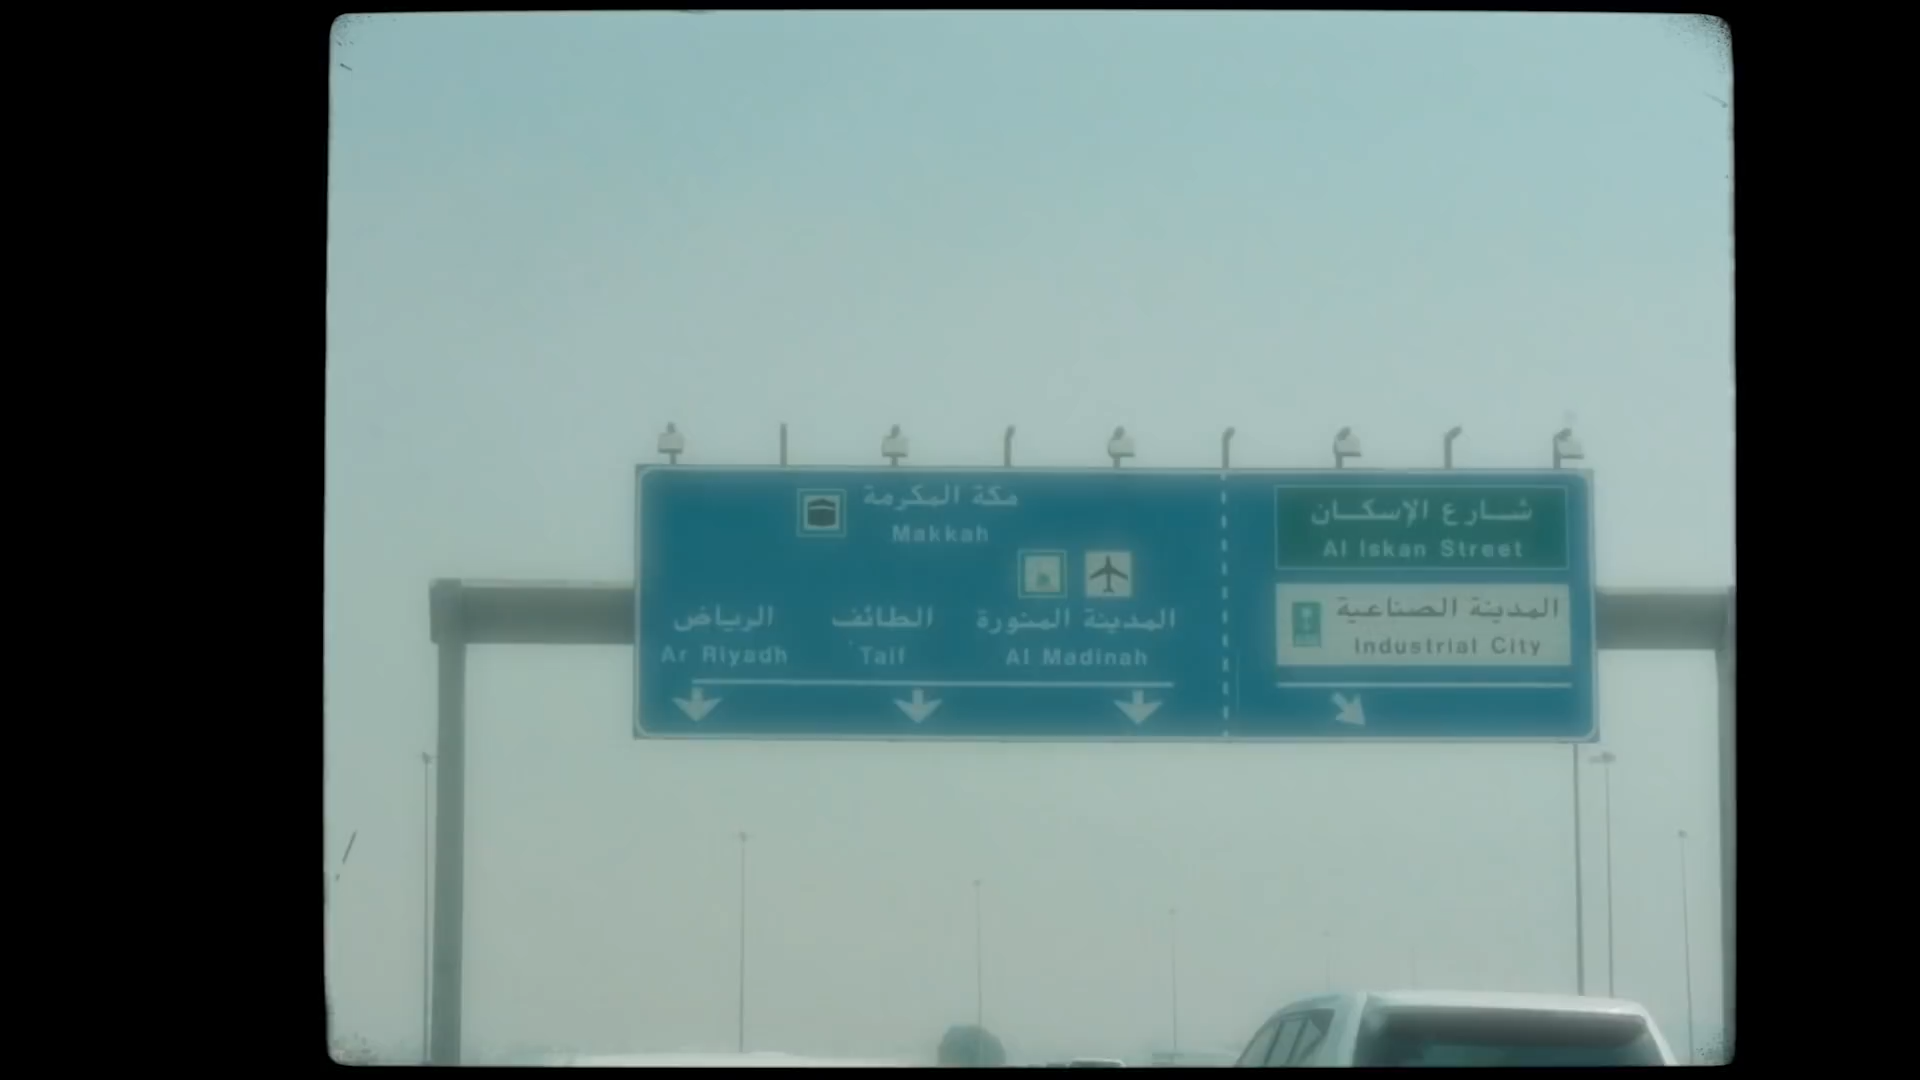 مكة المكرمة
Makkah
الرياض
Ar Riyadh
الطائف
Taif
المدينة المنورة
Al Madinah
شارع الإسكان
Al Iskan Street
المدينة الصناعية
Industrial City